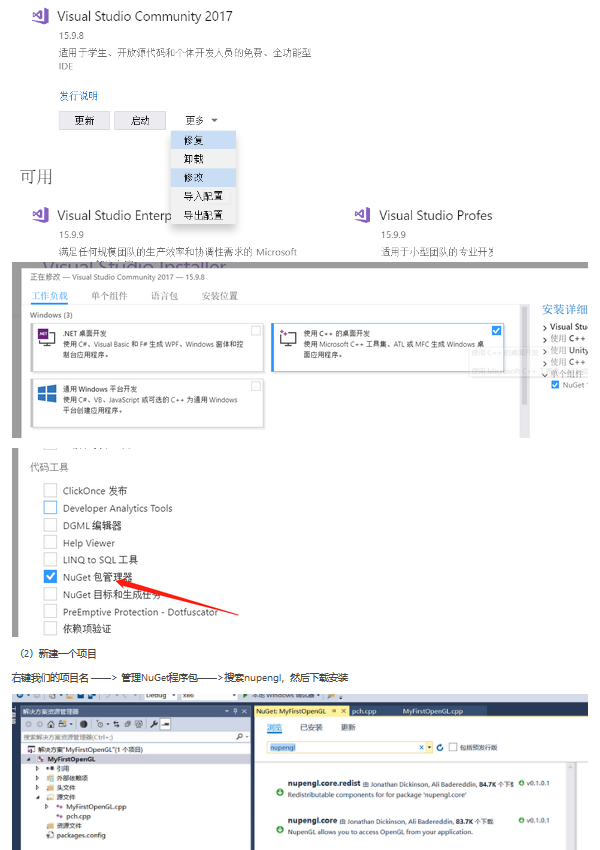 Visual Studio Community 2017
15.9.8
适用于学生、开放源代码和个体开发人员的免费、全功能型
IDE
发行说明
更新 启动 更多
修复
卸载
修改
导入配置
导出配置
可用
Visual Studio Enterp
15.9.9
满足任何规模团队的生产效率和协调性需求的 Microsoft
Visual Studio Profes
15.9.9
适用于小型团队的专业开发
Visual Studio Installer
正在修改 — Visual Studio Community 2017 — 15.9.8
工作负载 单个组件 语言包 安装位置
Windows (3)
.NET 桌面开发
使用 C#、Visual Basic 和 F# 生成 WPF、Windows 窗体和控
制台应用程序。
使用 C++ 的桌面开发
使用 Microsoft C++ 工具集、ATL 或 MFC 生成 Windows 桌
面应用程序。
通用 Windows 平台开发
使用 C#、VB、JavaScript 或可选的 C++ 为通用 Windows
平台创建应用程序。
安装详细
Visual Stud
使用 C++
使用 Unity
使用 C++
单个组件
NuGet
代码工具
ClickOnce 发布
Developer Analytics Tools
DGML 编辑器
Help Viewer
LINQ to SQL 工具
NuGet 包管理器
NuGet 目标和生成任务
PreEmptive Protection - Dotfuscator
依赖项验证
（2）新建一个项目
右键我们的项目名 ——> 管理NuGet程序包——>搜索nupengl，然后下载安装
Debug x86 本地 Windows 调试器
解决方案资源管理器
搜索解决方案资源管理器(Ctrl+;)
解决方案"MyFirstOpenGL"(1 个项目)
MyFirstOpenGL
引用
外部依赖项
头文件
源文件
MyFirstOpenGL.cpp
pch.cpp
资源文件
packages.config
NuGet: MyFirstOpenGL pch.cpp MyFirstOpenGL.cpp
浏览 已安装 更新
nupengl 包括预发行版
nupengl.core.redist 由 Jonathan Dickinson, Ali Badereddin, 84.7K 个下载 v0.1.0.1
Redistributable components for for package 'nupengl.core'
nupengl.core 由 Jonathan Dickinson, Ali Badereddin, 83.7K 个下载 v0.1.0.1
NupenGL allows you to access OpenGL from your application.